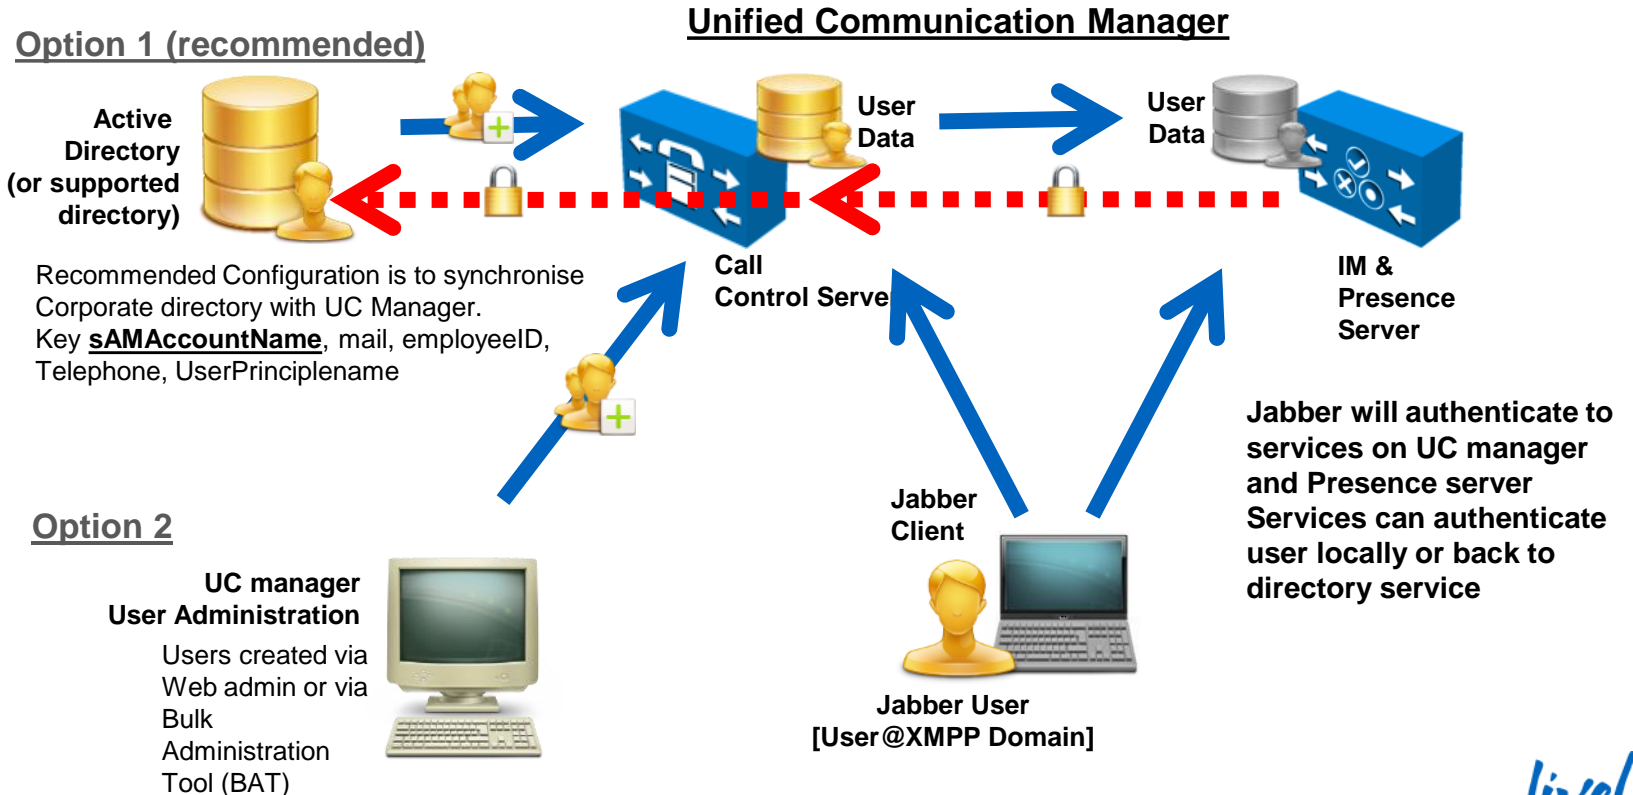 Unified Communication Manager
Option 1 (recommended)
Active
Directory
(or supported
directory)
User
Data
User
Data
Recommended Configuration is to synchronise
Corporate directory with UC Manager.
Key sAMAccountName, mail, employeeID,
Telephone, UserPrinciplename
Call
Control Server
IM &
Presence
Server
Jabber will authenticate to
services on UC manager
and Presence server
Services can authenticate
user locally or back to
directory service
Option 2
UC manager
User Administration
Users created via
Web admin or via
Bulk
Administration
Tool (BAT)
Jabber
Client
Jabber User
[User@XMPP Domain]